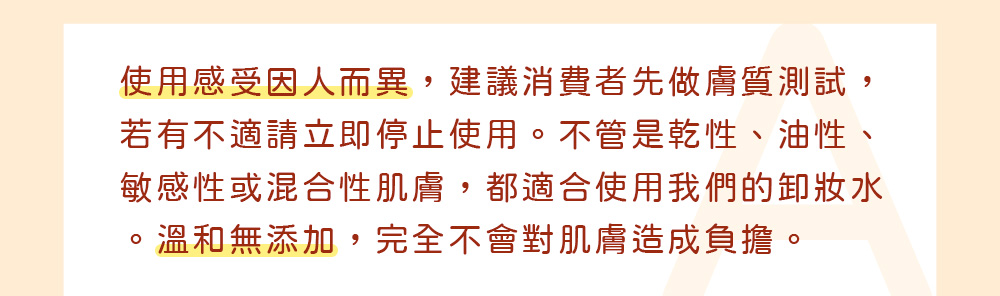 使用感受因人而異，建議消費者先做膚質測試，
若有不適請立即停止使用。不管是乾性、油性、
敏感性或混合性肌膚，都適合使用我們的卸妝水
。溫和無添加，完全不會對肌膚造成負擔。